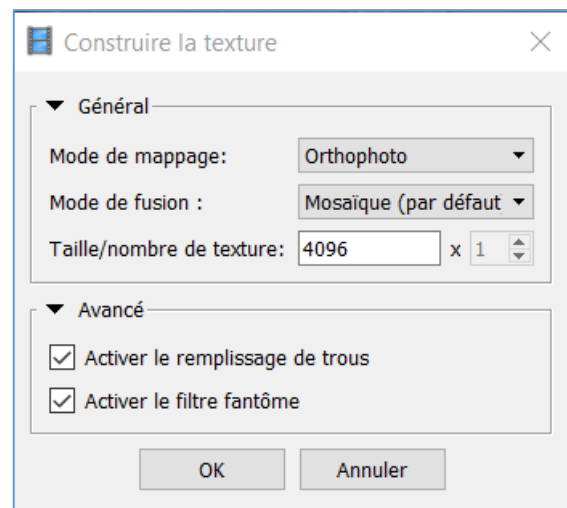 Construire la texture
Général
Mode de mappage: Orthophoto
Mode de fusion : Mosaïque (par défaut
Taille/nombre de texture: 4096 x 1
Avancé
Activer le remplissage de trous
Activer le filtre fantôme
OK Annuler